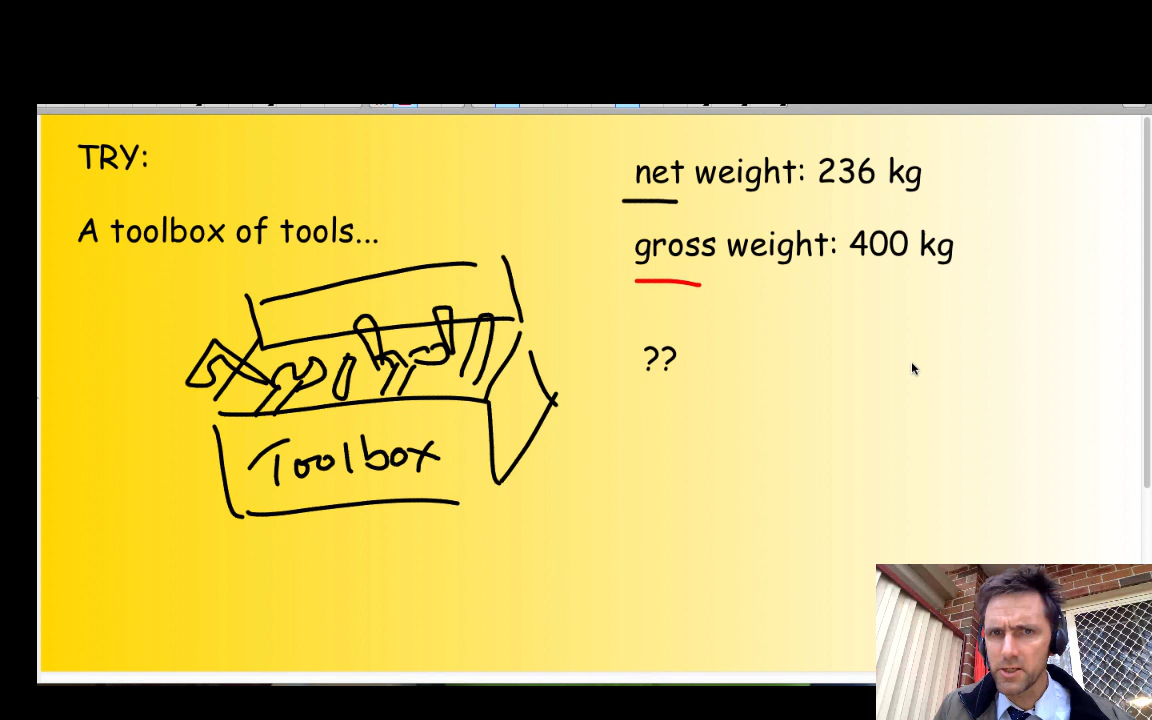 TRY:
A toolbox of tools...
Toolbox
net weight: 236 kg
gross weight: 400 kg
??